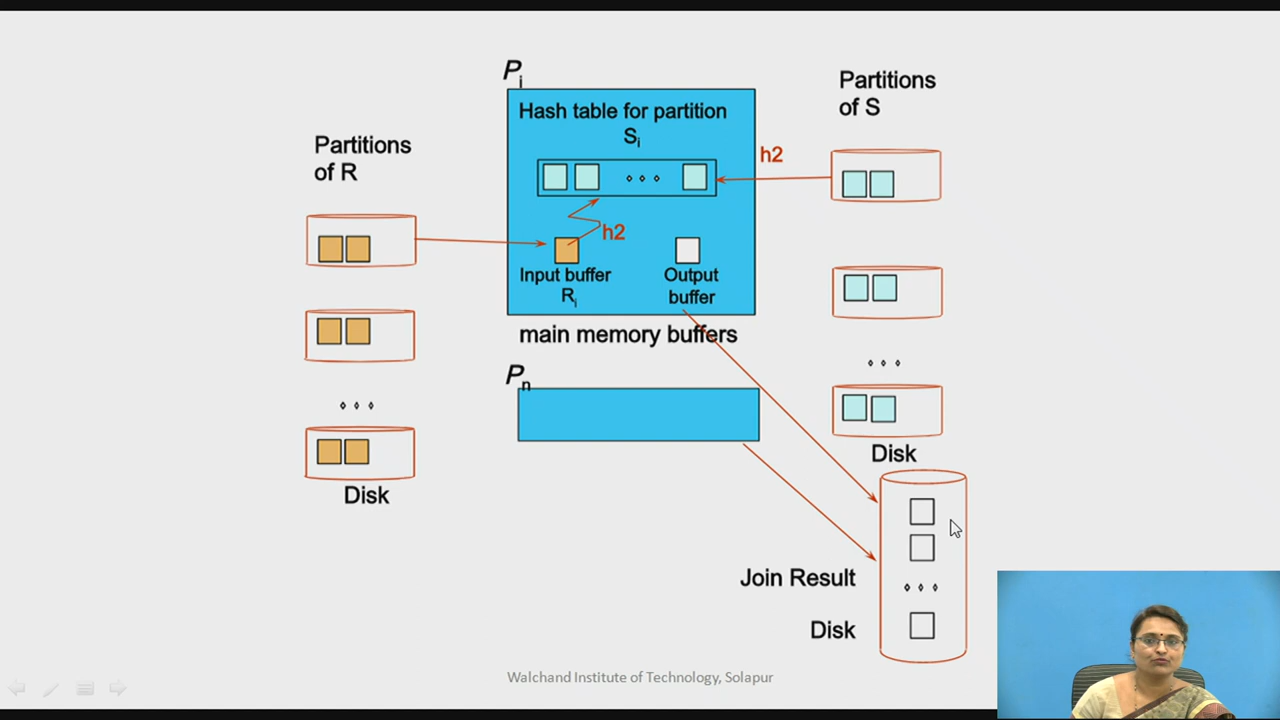 Pi
Hash table for partition
Si
h2
Input buffer
Ri
Output
buffer
main memory buffers
Pn
Partitions
of R
Disk
Partitions
of S
h2
Disk
Join Result
Disk
Walchand Institute of Technology, Solapur